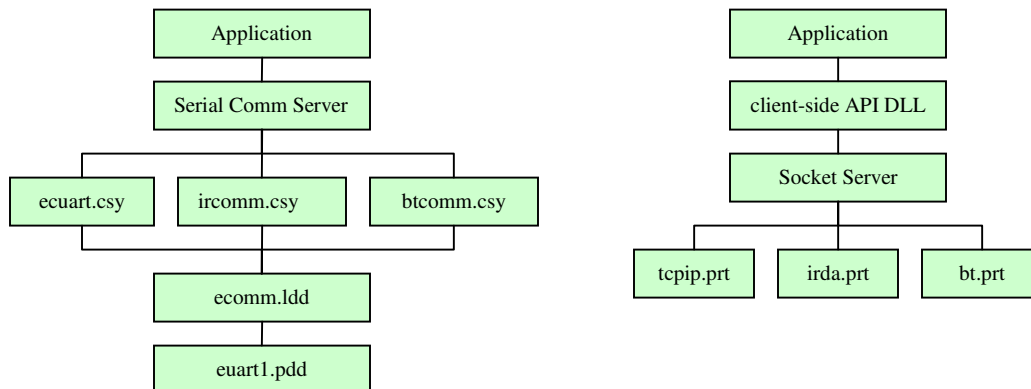 Application
Serial Comm Server
ecuart.csy
ircomm.csy
btcomm.csy
ecomm.ldd
euart1.pdd
Application
client-side API DLL
Socket Server
tcpip.prt
irda.prt
bt.prt